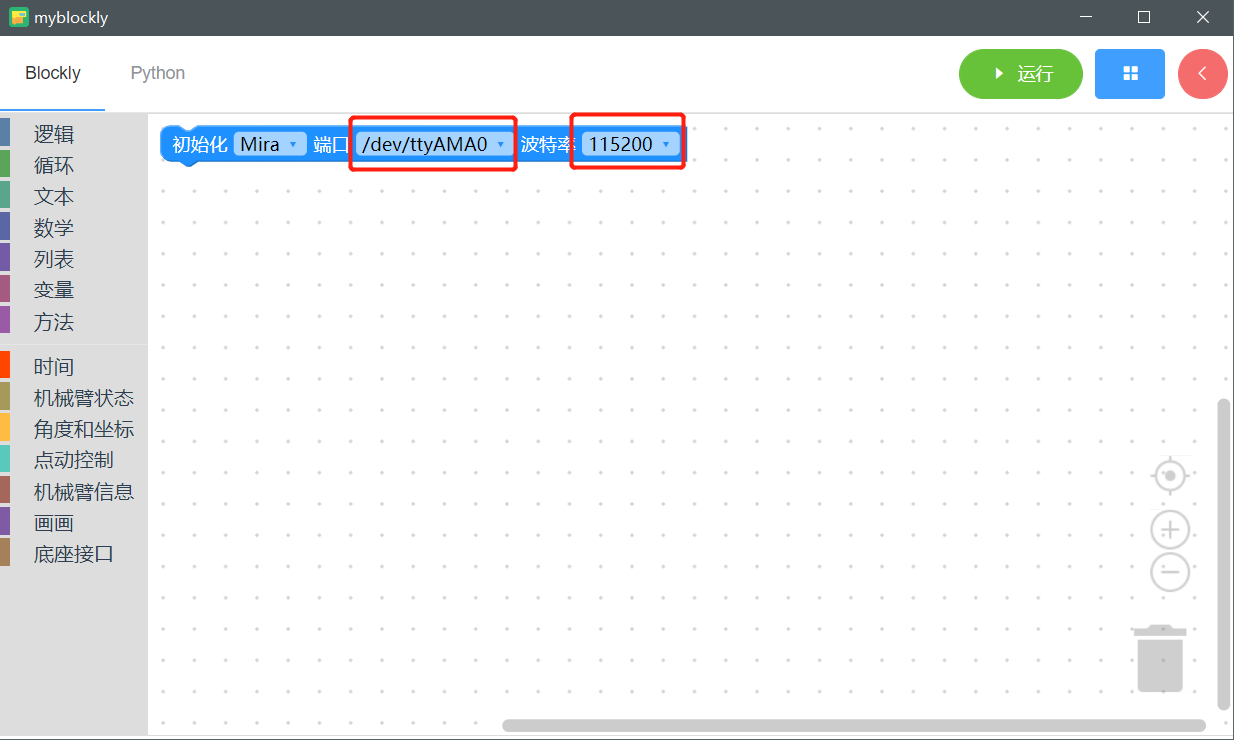 myblockly
Blockly Python 运行
初始化 Mira 端口 /dev/ttyAMA0 波特率 115200
逻辑
循环
文本
数学
列表
变量
方法
时间
机械臂状态
角度和坐标
点动控制
机械臂信息
画画
底座接口